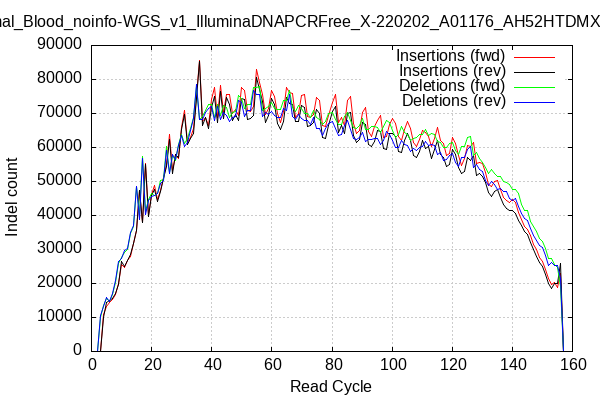 nal_Blood_noinfo-WGS_v1_IlluminaDNAPCRFree_X-220202_A01176_AH52HTDMX
90000
80000
70000
60000
50000
40000
30000
20000
10000
0
Indel count
Insertions (fwd)
Insertions (rev)
Deletions (fwd)
Deletions (rev)
0 20 40 60 80 100 120 140 160
Read Cycle